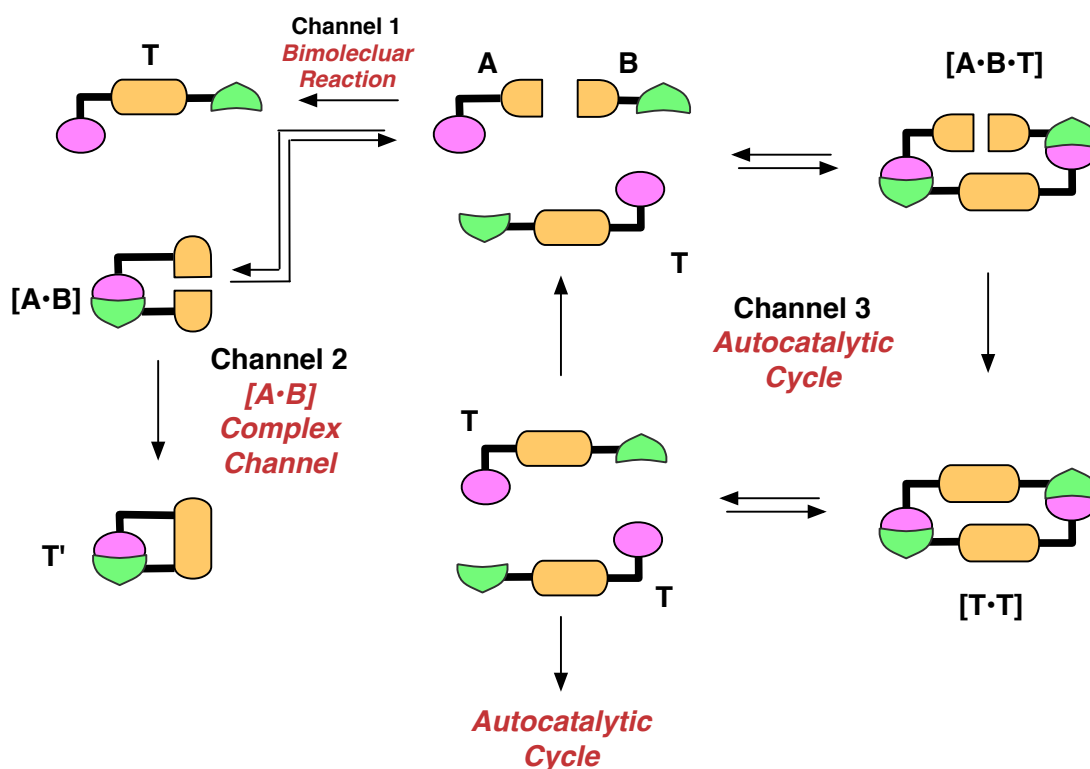 Channel 1
Bimolecluar
Reaction
T
A
B
[A•B•T]
T
[A•B]
Channel 2
[A•B]
Complex
Channel
Channel 3
Autocatalytic
Cycle
T
T'
T
[T•T]
Autocatalytic
Cycle